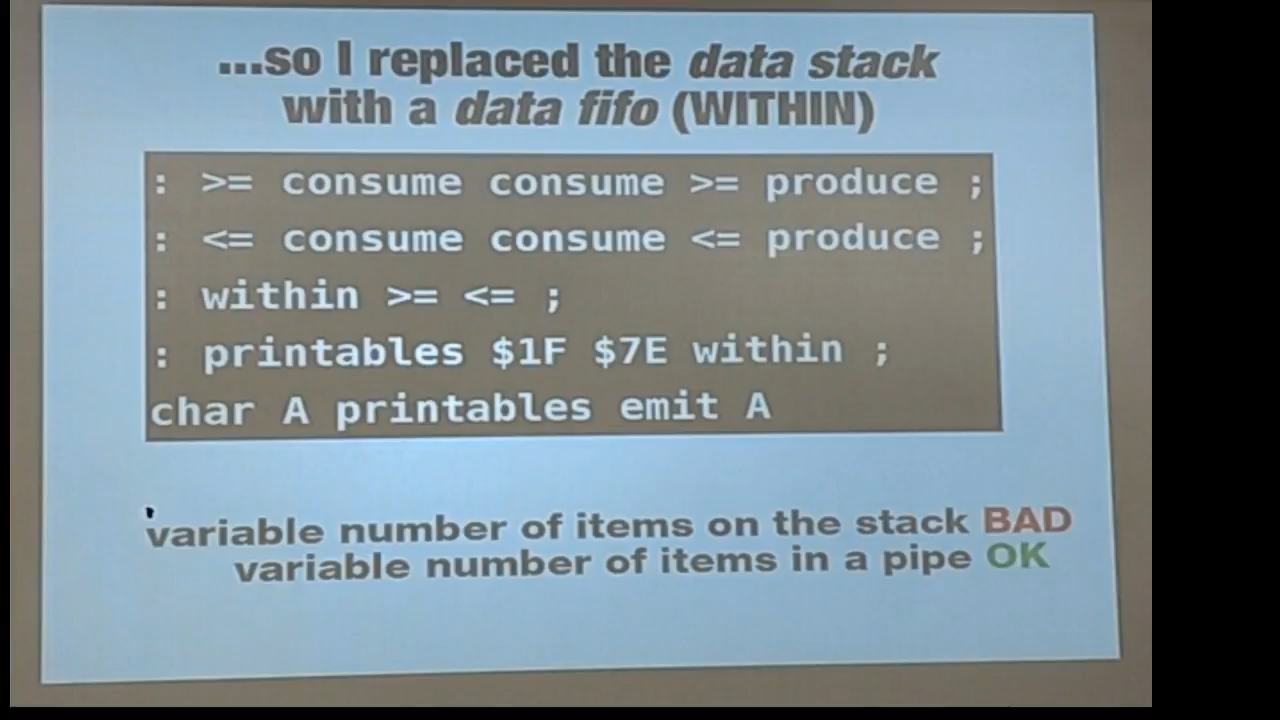 ...so I replaced the data stack
with a data fifo (WITHIN)
: >= consume consume >= produce ;
: <= consume consume <= produce ;
: within >= <= ;
: printables $1F $7E within ;
char A printables emit A
variable number of items on the stack BAD
variable number of items in a pipe OK